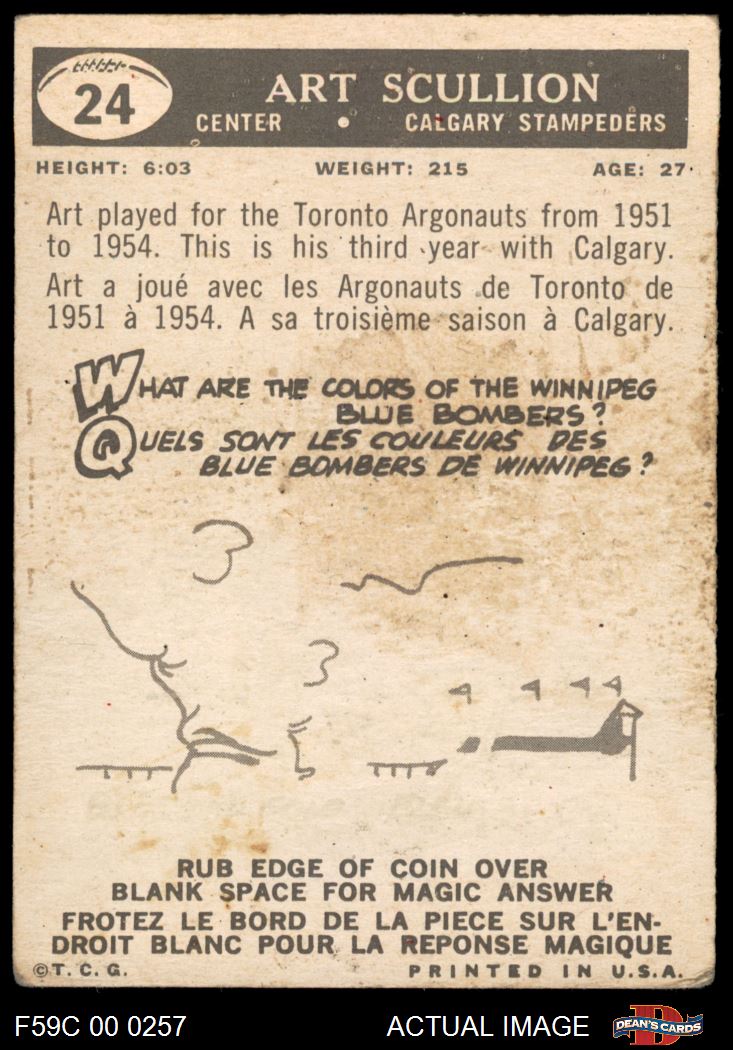 24
ART SCULLION
CENTER • CALGARY STAMPEDERS
HEIGHT: 6:03 WEIGHT: 215 AGE: 27
Art played for the Toronto Argonauts from 1951
to 1954. This is his third year with Calgary.
Art a joué avec les Argonauts de Toronto de
1951 à 1954. A sa troisième saison à Calgary.
WHAT ARE THE COLORS OF THE WINNIPEG
BLUE BOMBERS?
QUELS SONT LES COULEURS DES
BLUE BOMBERS DE WINNIPEG?
RUB EDGE OF COIN OVER
BLANK SPACE FOR MAGIC ANSWER
FROTEZ LE BORD DE LA PIECE SUR L'EN-
DROIT BLANC POUR LA REPONSE MAGIQUE
©T.C.G. PRINTED IN U.S.A.
F59C 00 0257 ACTUAL IMAGE DEAN'S CARDS